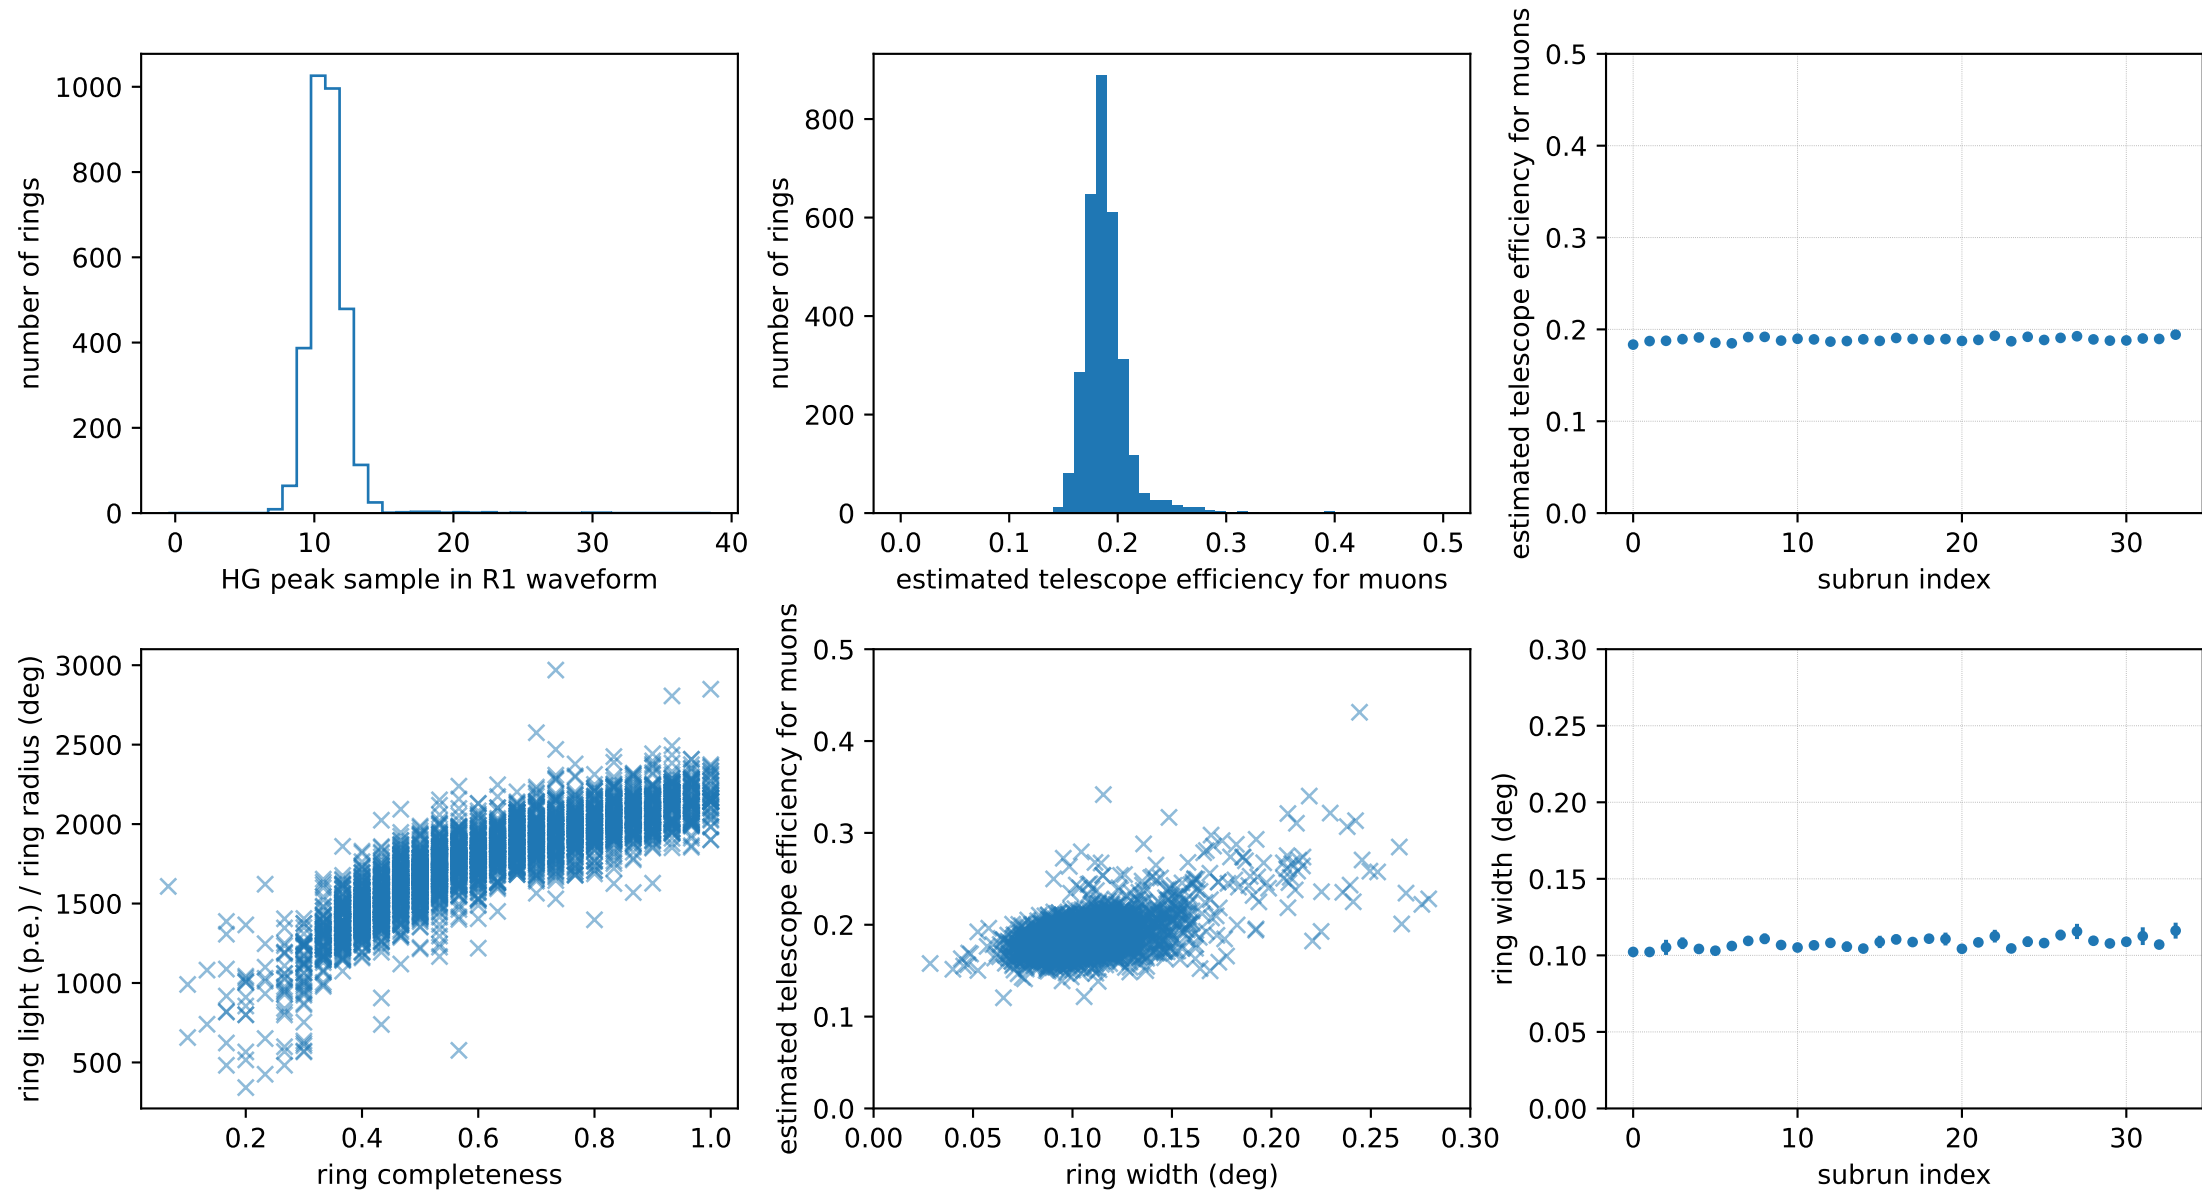 number of rings
1000
800
600
400
200
0
0 10 20 30 40
HG peak sample in R1 waveform
number of rings
800
600
400
200
0
0.0 0.1 0.2 0.3 0.4 0.5
estimated telescope efficiency for muons
estimated telescope efficiency for muons
0.5
0.4
0.3
0.2
0.1
0.0
0 10 20 30
subrun index
ring light (p.e.) / ring radius (deg)
3000
2500
2000
1500
1000
500
0.2 0.4 0.6 0.8 1.0
ring completeness
estimated telescope efficiency for muons
0.5
0.4
0.3
0.2
0.1
0.0
0.00 0.05 0.10 0.15 0.20 0.25 0.30
ring width (deg)
ring width (deg)
0.30
0.25
0.20
0.15
0.10
0.05
0.00
0 10 20 30
subrun index